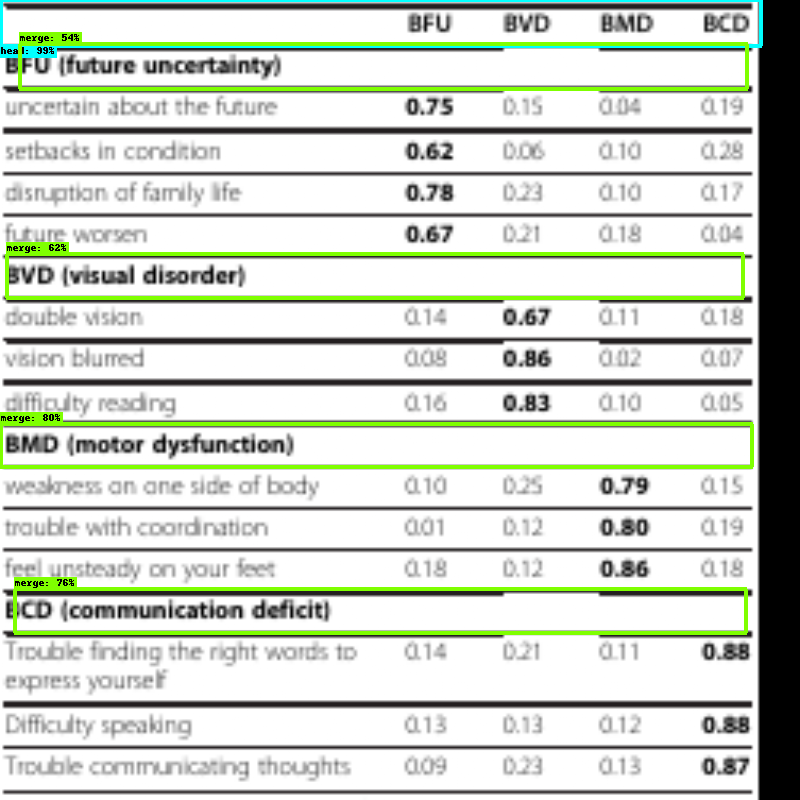 BFU BVD BMD BCD
merge: 54%
head: 99%
BFU (future uncertainty)
uncertain about the future 0.75 0.15 0.04 0.19
setbacks in condition 0.62 0.06 0.10 0.28
disruption of family life 0.78 0.23 0.10 0.17
future worsen 0.67 0.21 0.18 0.04
merge: 62%
BVD (visual disorder)
double vision 0.14 0.67 0.11 0.18
vision blurred 0.08 0.86 0.02 0.07
difficulty reading 0.16 0.83 0.10 0.05
merge: 80%
BMD (motor dysfunction)
weakness on one side of body 0.10 0.25 0.79 0.15
trouble with coordination 0.01 0.12 0.80 0.19
feel unsteady on your feet 0.18 0.12 0.86 0.18
merge: 76%
BCD (communication deficit)
Trouble finding the right words to 0.14 0.21 0.11 0.88
express yourself
Difficulty speaking 0.13 0.13 0.12 0.88
Trouble communicating thoughts 0.09 0.23 0.13 0.87